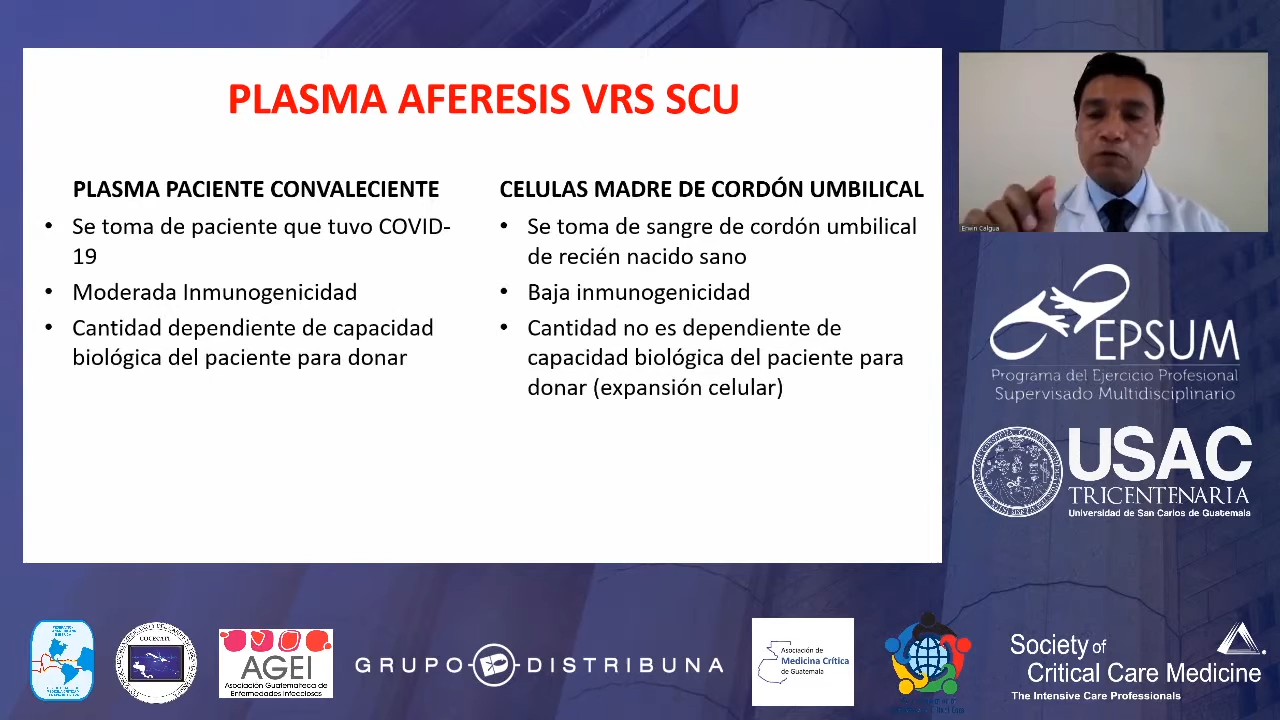 PLASMA AFERESIS VRS SCU
PLASMA PACIENTE CONVALECIENTE
• Se toma de paciente que tuvo COVID-
19
• Moderada Inmunogenicidad
• Cantidad dependiente de capacidad
biológica del paciente para donar
CELULAS MADRE DE CORDÓN UMBILICAL
• Se toma de sangre de cordón umbilical
de recién nacido sano
• Baja inmunogenicidad
• Cantidad no es dependiente de
capacidad biológica del paciente para
donar (expansión celular)
Erwin Calgua
EPSUM
Programa del Ejercicio Profesional
Supervisado Multidisciplinario
USAC
TRICENTENARIA
Universidad de San Carlos de Guatemala
AGEI
Asociación Guatemalteca de
Enfermedades Infecciosas
GRUPO DISTRIBUNA
Asociación de
Medicina Crítica
de Guatemala
Society of
Critical Care Medicine
The Intensive Care Professionals